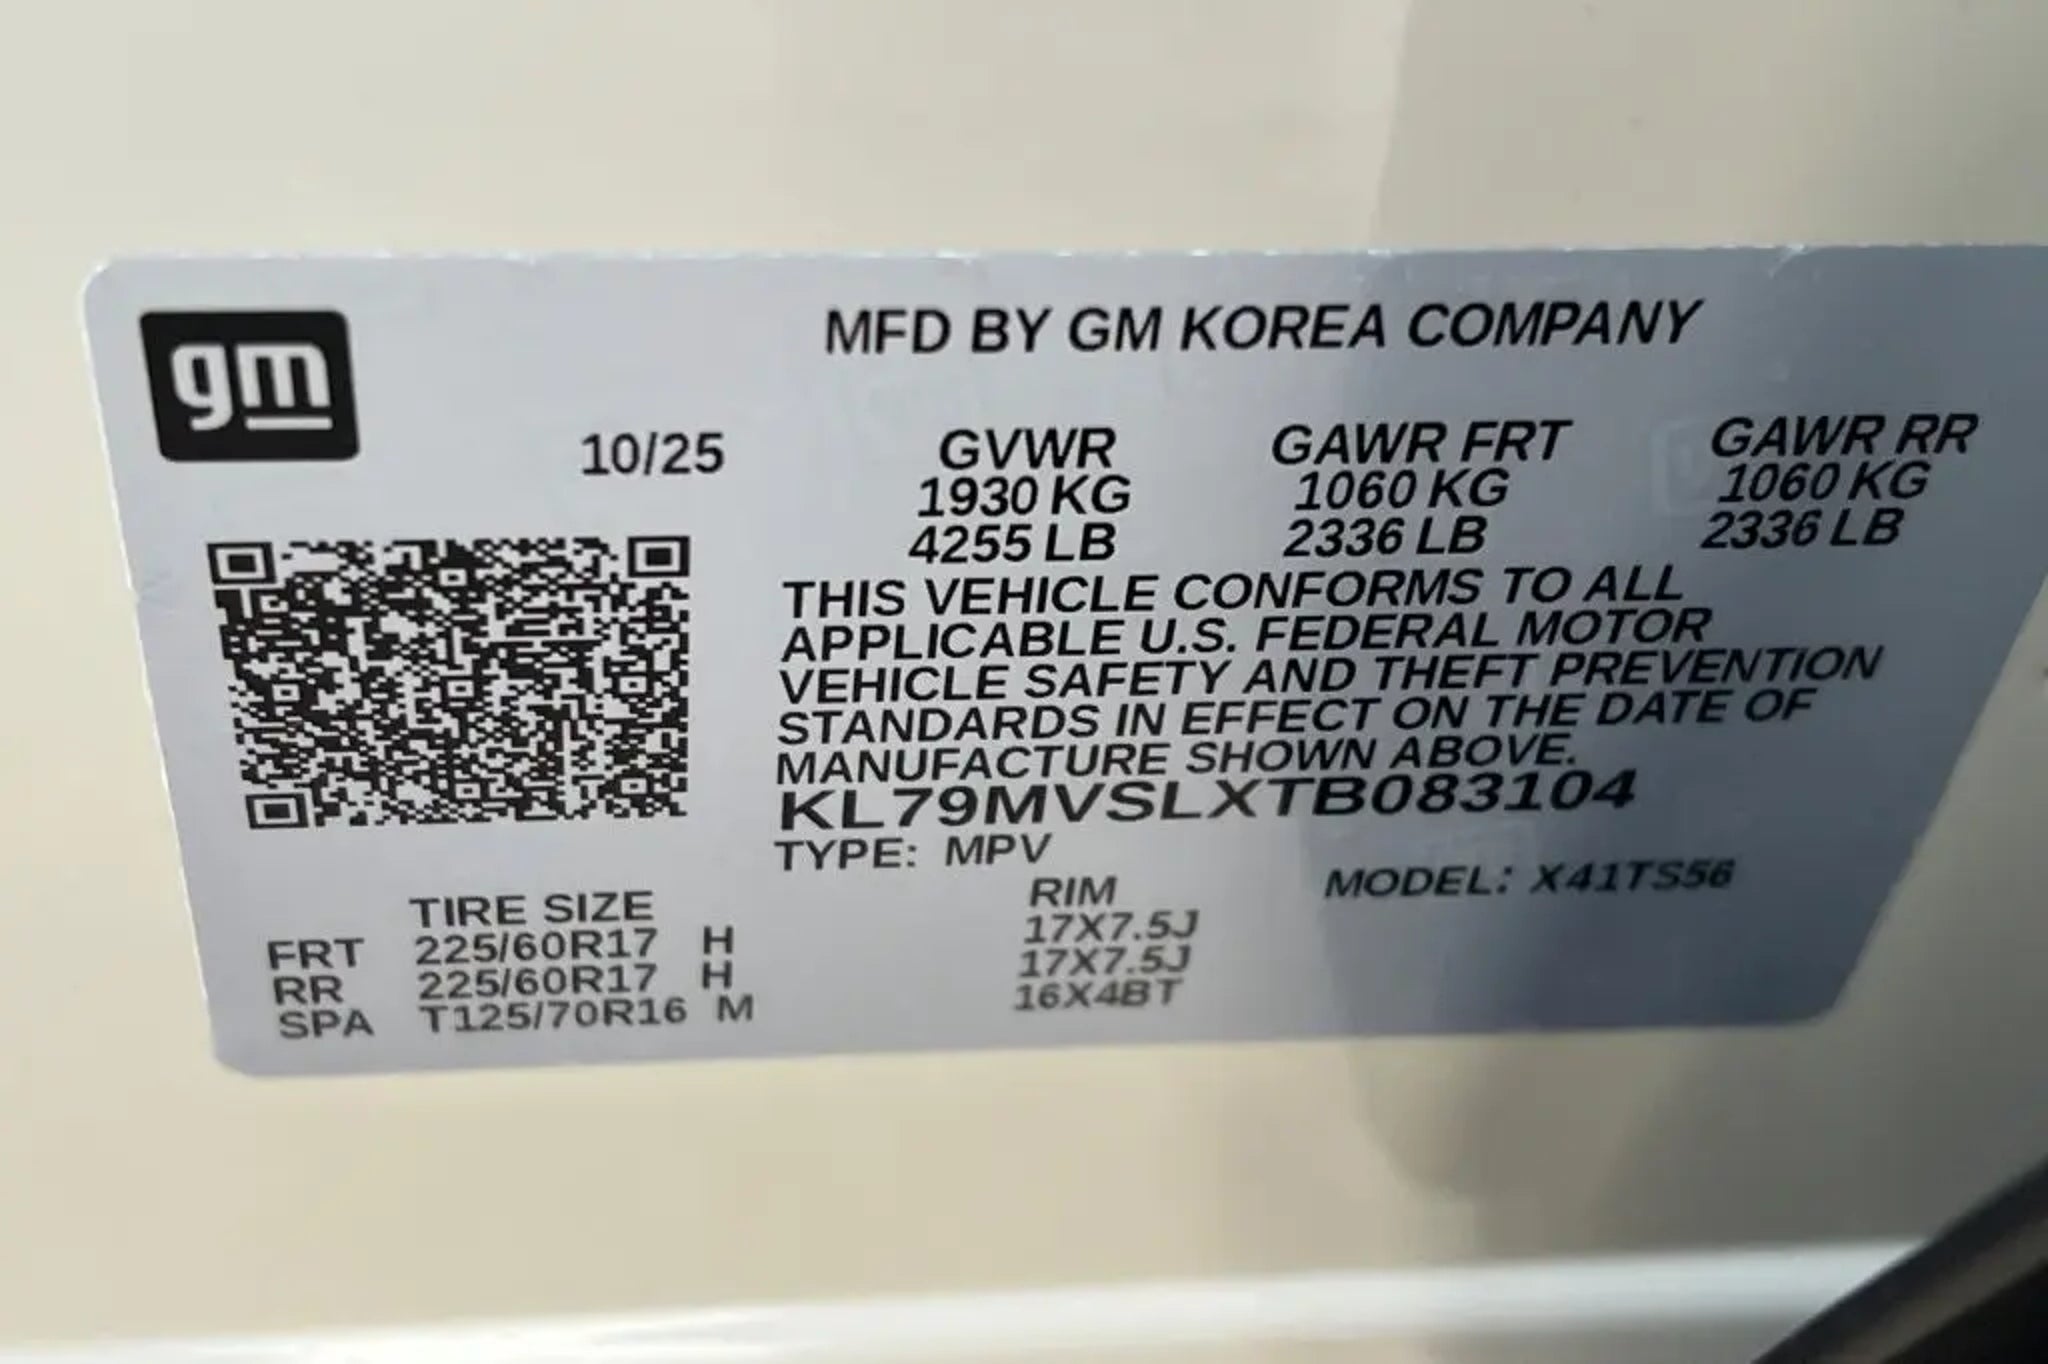 gm
MFD BY GM KOREA COMPANY
10/25
GVWR GAWR FRT GAWR RR
1930 KG 1060 KG 1060 KG
4255 LB 2336 LB 2336 LB
THIS VEHICLE CONFORMS TO ALL
APPLICABLE U.S. FEDERAL MOTOR
VEHICLE SAFETY AND THEFT PREVENTION
STANDARDS IN EFFECT ON THE DATE OF
MANUFACTURE SHOWN ABOVE.
KL79MVSLXTB083104
TYPE: MPV
MODEL: X41TS56
TIRE SIZE RIM
FRT 225/60R17 H 17X7.5J
RR 225/60R17 H 17X7.5J
SPA T125/70R16 M 16X4BT